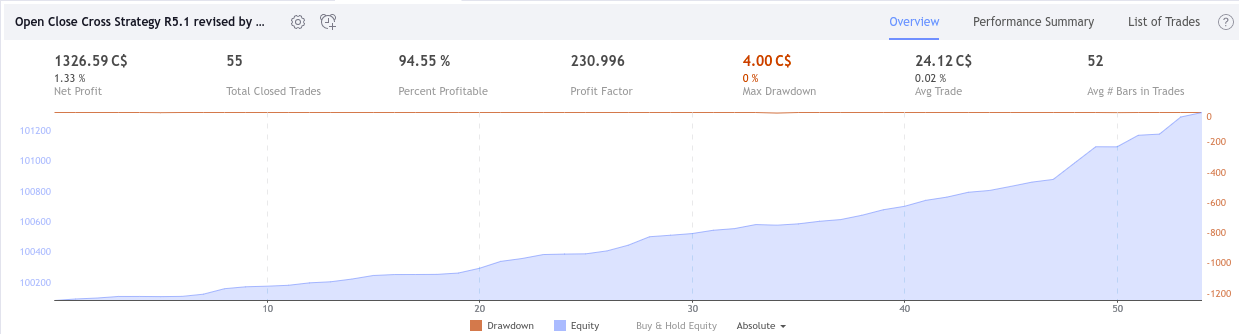 Open Close Cross Strategy R5.1 revised by ...
Overview Performance Summary List of Trades ?
1326.59 C$ 55 94.55 % 230.996 4.00 C$ 24.12 C$ 52
1.33 % 0 % 0.02 %
Net Profit Total Closed Trades Percent Profitable Profit Factor Max Drawdown Avg Trade Avg # Bars in Trades
101200
101000
100800
100600
100400
100200
0
-200
-400
-600
-800
-1000
-1200
10 20 30 40 50
Drawdown Equity Buy & Hold Equity Absolute